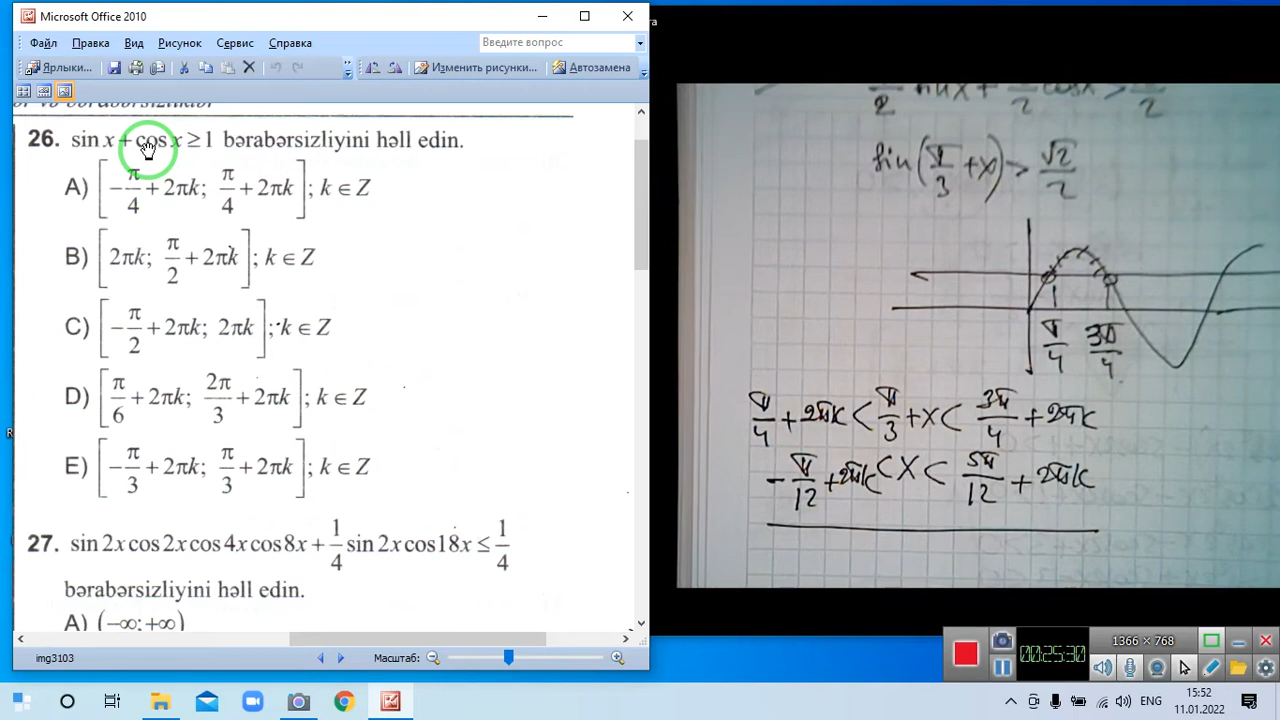 Microsoft Office 2010
Файл Правка Вид Рисунок Сервис Справка Введите вопрос
Ярлыки... Изменить рисунки... Автозамена
26. sin x + cos x ≥ 1 bərabərsizliyini həll edin.
A) [-π/4 + 2πk; π/4 + 2πk]; k ∈ Z
B) [2πk; π/2 + 2πk]; k ∈ Z
C) [-π/2 + 2πk; 2πk]; k ∈ Z
D) [π/6 + 2πk; 2π/3 + 2πk]; k ∈ Z
E) [-π/3 + 2πk; π/3 + 2πk]; k ∈ Z
27. sin 2x cos 2x cos 4x cos 8x + 1/4 sin 2x cos 18x ≤ 1/4
bərabərsizliyini həll edin.
A) (-∞; +∞)
img3103 Масштаб:
sin(π/3 + x) > √2/2
π/4 3π/4
π/4 + 2πk < π/3 + x < 3π/4 + 2πk
-π/12 + 2πk < x < 5π/12 + 2πk
1366 × 768
00:25:30
ENG 15:52
11.01.2022